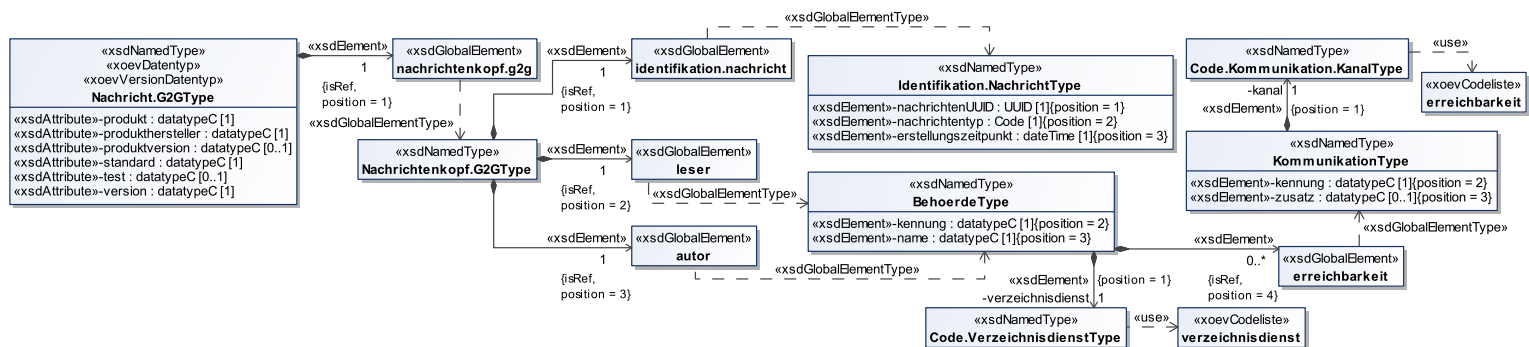 «xsdNamedType»
«xoevDatentyp»
«xoevVersionDatentyp»
Nachricht.G2GType
«xsdAttribute»-produkt : datatypeC [1]
«xsdAttribute»-produkthersteller : datatypeC [1]
«xsdAttribute»-produktversion : datatypeC [0..1]
«xsdAttribute»-standard : datatypeC [1]
«xsdAttribute»-test : datatypeC [0..1]
«xsdAttribute»-version : datatypeC [1]
«xsdElement»
1
{isRef,
position = 1}
«xsdGlobalElement»
nachrichtenkopf.g2g
«xsdGlobalElementType»
«xsdNamedType»
Nachrichtenkopf.G2GType
«xsdElement»
1
{isRef,
position = 1}
«xsdGlobalElement»
identifikation.nachricht
«xsdGlobalElementType»
«xsdNamedType»
Identifikation.NachrichtType
«xsdElement»-nachrichtenUUID : UUID [1]{position = 1}
«xsdElement»-nachrichtentyp : Code [1]{position = 2}
«xsdElement»-erstellungszeitpunkt : dateTime [1]{position = 3}
«xsdElement»
1
{isRef,
position = 2}
«xsdGlobalElement»
leser
«xsdGlobalElementType»
«xsdElement»
1
{isRef,
position = 3}
«xsdGlobalElement»
autor
«xsdGlobalElementType»
«xsdNamedType»
BehoerdeType
«xsdElement»-kennung : datatypeC [1]{position = 2}
«xsdElement»-name : datatypeC [1]{position = 3}
«xsdElement»
{position = 1}
-verzeichnisdienst
1
«xsdNamedType»
Code.VerzeichnisdienstType
«use»
«xoevCodeliste»
verzeichnisdienst
«xsdElement»
0..*
{isRef,
position = 4}
«xsdGlobalElement»
erreichbarkeit
«xsdGlobalElementType»
«xsdNamedType»
KommunikationType
«xsdElement»-kennung : datatypeC [1]{position = 2}
«xsdElement»-zusatz : datatypeC [0..1]{position = 3}
-kanal
1
«xsdElement»
{position = 1}
«xsdNamedType»
Code.Kommunikation.KanalType
«use»
«xoevCodeliste»
erreichbarkeit